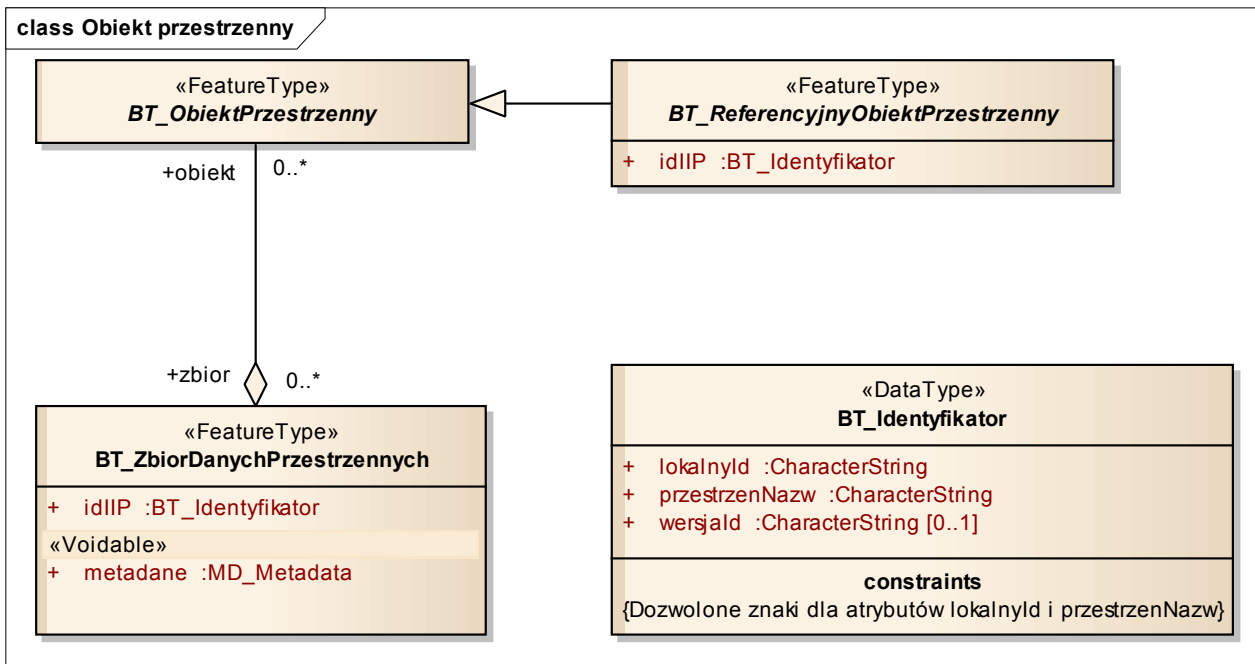 class Obiekt przestrzenny
«FeatureType»
BT_ObiektPrzestrzenny
«FeatureType»
BT_ReferencyjnyObiektPrzestrzenny
+ idIIP :BT_Identyfikator
+obiekt 0..*
+zbior 0..*
«FeatureType»
BT_ZbiorDanychPrzestrzennych
+ idIIP :BT_Identyfikator
«Voidable»
+ metadane :MD_Metadata
«DataType»
BT_Identyfikator
+ lokalnyId :CharacterString
+ przestrzenNazw :CharacterString
+ wersjaId :CharacterString [0..1]
constraints
{Dozwolone znaki dla atrybutów lokalnyId i przestrzenNazw}